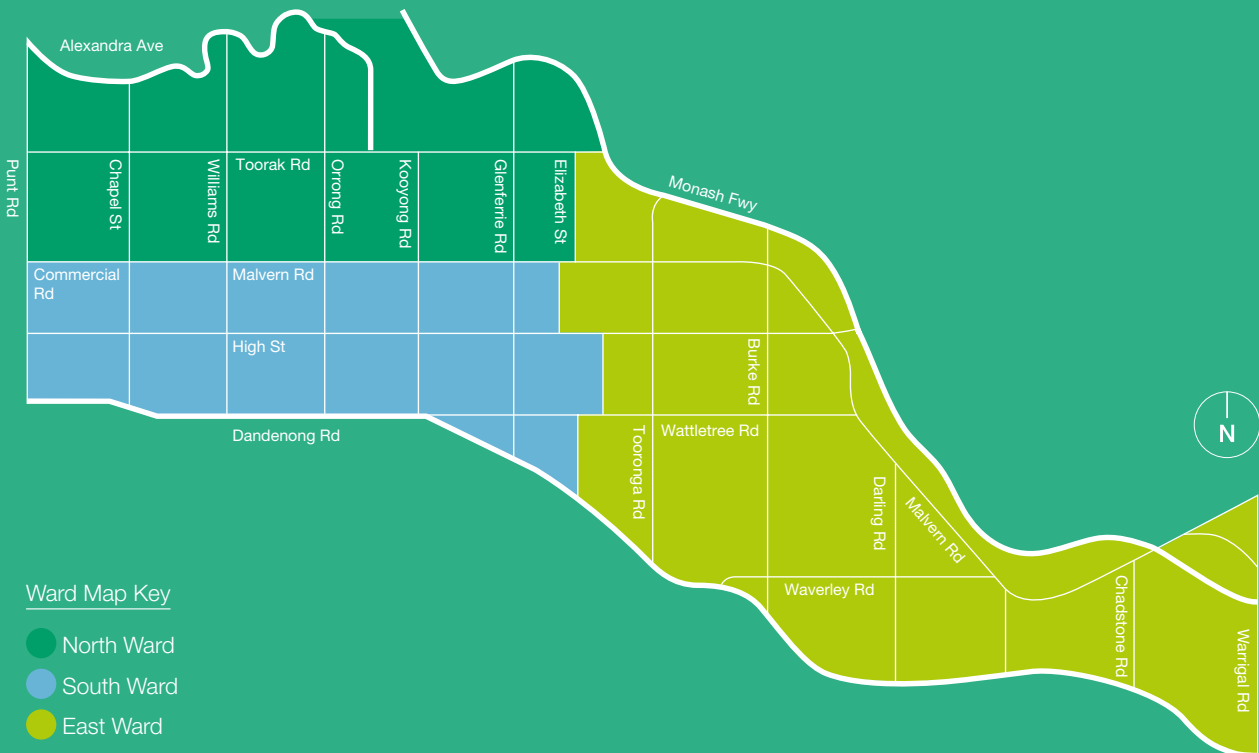 Alexandra Ave
Punt Rd
Chapel St
Williams Rd
Toorak Rd
Orrong Rd
Kooyong Rd
Glenferrie Rd
Elizabeth St
Monash Fwy
Commercial
Rd
Malvern Rd
High St
Burke Rd
Dandenong Rd
Tooronga Rd
Wattletree Rd
N
Darling Rd
Malvern Rd
Waverley Rd
Chadstone Rd
Warrigal Rd
Ward Map Key
North Ward
South Ward
East Ward